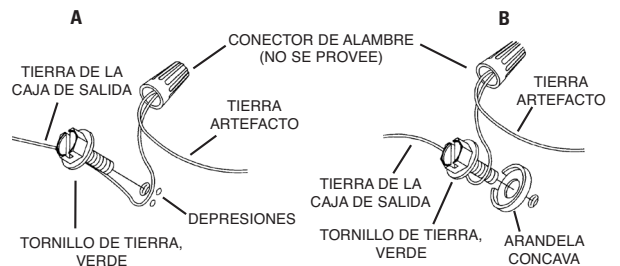 A
B
CONECTOR DE ALAMBRE
(NO SE PROVEE)
TIERRA DE LA
CAJA DE SALIDA
TIERRA
ARTEFACTO
DEPRESIONES
TORNILLO DE TIERRA,
VERDE
TIERRA
ARTEFACTO
TIERRA DE LA
CAJA DE SALIDA
TORNILLO DE TIERRA,
VERDE
ARANDELA
CONCAVA